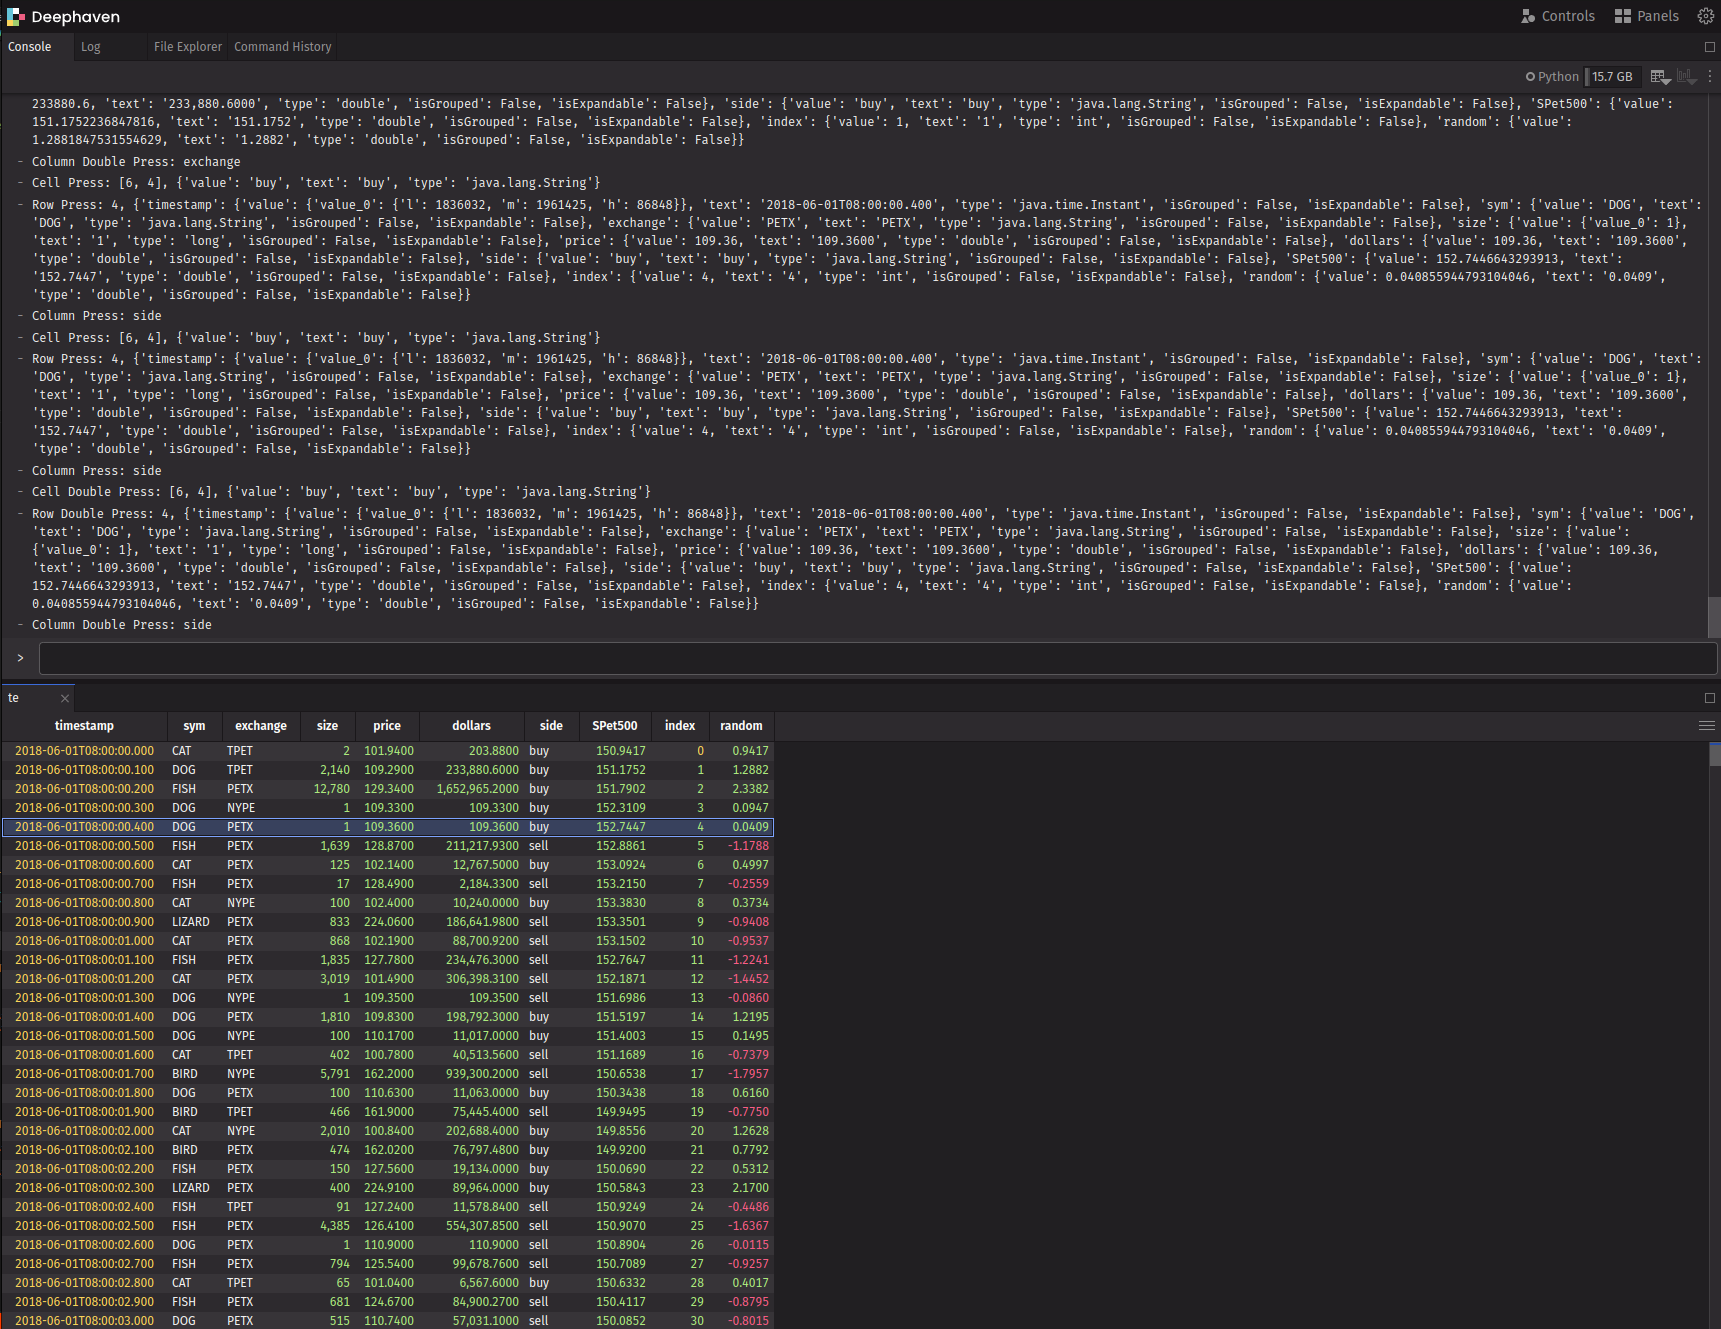 Deephaven
Controls Panels
Console Log File Explorer Command History
Python 15.7 GB
233880.6, 'text': '233,880.6000', 'type': 'double', 'isGrouped': False, 'isExpandable': False}, 'side': {'value': 'buy', 'text': 'buy', 'type': 'java.lang.String', 'isGrouped': False, 'isExpandable': False}, 'SPet500': {'value':
151.1752236847816, 'text': '151.1752', 'type': 'double', 'isGrouped': False, 'isExpandable': False}, 'index': {'value': 1, 'text': '1', 'type': 'int', 'isGrouped': False, 'isExpandable': False}, 'random': {'value':
1.2881847531554629, 'text': '1.2882', 'type': 'double', 'isGrouped': False, 'isExpandable': False}}
- Column Double Press: exchange
- Cell Press: [6, 4], {'value': 'buy', 'text': 'buy', 'type': 'java.lang.String'}
- Row Press: 4, {'timestamp': {'value': {'value_0': {'l': 1836032, 'm': 1961425, 'h': 86848}}, 'text': '2018-06-01T08:00:00.400', 'type': 'java.time.Instant', 'isGrouped': False, 'isExpandable': False}, 'sym': {'value': 'DOG', 'text':
'DOG', 'type': 'java.lang.String', 'isGrouped': False, 'isExpandable': False}, 'exchange': {'value': 'PETX', 'text': 'PETX', 'type': 'java.lang.String', 'isGrouped': False, 'isExpandable': False}, 'size': {'value': {'value_0': 1},
'text': '1', 'type': 'long', 'isGrouped': False, 'isExpandable': False}, 'price': {'value': 109.36, 'text': '109.3600', 'type': 'double', 'isGrouped': False, 'isExpandable': False}, 'dollars': {'value': 109.36, 'text': '109.3600',
'type': 'double', 'isGrouped': False, 'isExpandable': False}, 'side': {'value': 'buy', 'text': 'buy', 'type': 'java.lang.String', 'isGrouped': False, 'isExpandable': False}, 'SPet500': {'value': 152.7446643293913, 'text':
'152.7447', 'type': 'double', 'isGrouped': False, 'isExpandable': False}, 'index': {'value': 4, 'text': '4', 'type': 'int', 'isGrouped': False, 'isExpandable': False}, 'random': {'value': 0.040855944793104046, 'text': '0.0409',
'type': 'double', 'isGrouped': False, 'isExpandable': False}}
- Column Press: side
- Cell Press: [6, 4], {'value': 'buy', 'text': 'buy', 'type': 'java.lang.String'}
- Row Press: 4, {'timestamp': {'value': {'value_0': {'l': 1836032, 'm': 1961425, 'h': 86848}}, 'text': '2018-06-01T08:00:00.400', 'type': 'java.time.Instant', 'isGrouped': False, 'isExpandable': False}, 'sym': {'value': 'DOG', 'text':
'DOG', 'type': 'java.lang.String', 'isGrouped': False, 'isExpandable': False}, 'exchange': {'value': 'PETX', 'text': 'PETX', 'type': 'java.lang.String', 'isGrouped': False, 'isExpandable': False}, 'size': {'value': {'value_0': 1},
'text': '1', 'type': 'long', 'isGrouped': False, 'isExpandable': False}, 'price': {'value': 109.36, 'text': '109.3600', 'type': 'double', 'isGrouped': False, 'isExpandable': False}, 'dollars': {'value': 109.36, 'text': '109.3600',
'type': 'double', 'isGrouped': False, 'isExpandable': False}, 'side': {'value': 'buy', 'text': 'buy', 'type': 'java.lang.String', 'isGrouped': False, 'isExpandable': False}, 'SPet500': {'value': 152.7446643293913, 'text':
'152.7447', 'type': 'double', 'isGrouped': False, 'isExpandable': False}, 'index': {'value': 4, 'text': '4', 'type': 'int', 'isGrouped': False, 'isExpandable': False}, 'random': {'value': 0.040855944793104046, 'text': '0.0409',
'type': 'double', 'isGrouped': False, 'isExpandable': False}}
- Column Press: side
- Cell Double Press: [6, 4], {'value': 'buy', 'text': 'buy', 'type': 'java.lang.String'}
- Row Double Press: 4, {'timestamp': {'value': {'value_0': {'l': 1836032, 'm': 1961425, 'h': 86848}}, 'text': '2018-06-01T08:00:00.400', 'type': 'java.time.Instant', 'isGrouped': False, 'isExpandable': False}, 'sym': {'value': 'DOG',
'text': 'DOG', 'type': 'java.lang.String', 'isGrouped': False, 'isExpandable': False}, 'exchange': {'value': 'PETX', 'text': 'PETX', 'type': 'java.lang.String', 'isGrouped': False, 'isExpandable': False}, 'size': {'value':
{'value_0': 1}, 'text': '1', 'type': 'long', 'isGrouped': False, 'isExpandable': False}, 'price': {'value': 109.36, 'text': '109.3600', 'type': 'double', 'isGrouped': False, 'isExpandable': False}, 'dollars': {'value': 109.36,
'text': '109.3600', 'type': 'double', 'isGrouped': False, 'isExpandable': False}, 'side': {'value': 'buy', 'text': 'buy', 'type': 'java.lang.String', 'isGrouped': False, 'isExpandable': False}, 'SPet500': {'value':
152.7446643293913, 'text': '152.7447', 'type': 'double', 'isGrouped': False, 'isExpandable': False}, 'index': {'value': 4, 'text': '4', 'type': 'int', 'isGrouped': False, 'isExpandable': False}, 'random': {'value':
0.040855944793104046, 'text': '0.0409', 'type': 'double', 'isGrouped': False, 'isExpandable': False}}
- Column Double Press: side
>
te
timestamp sym exchange size price dollars side SPet500 index random
2018-06-01T08:00:00.000 CAT TPET 2 101.9400 203.8800 buy 150.9417 0 0.9417
2018-06-01T08:00:00.100 DOG TPET 2,140 109.2900 233,880.6000 buy 151.1752 1 1.2882
2018-06-01T08:00:00.200 FISH PETX 12,780 129.3400 1,652,965.2000 buy 151.7902 2 2.3382
2018-06-01T08:00:00.300 DOG NYPE 1 109.3300 109.3300 buy 152.3109 3 0.0947
2018-06-01T08:00:00.400 DOG PETX 1 109.3600 109.3600 buy 152.7447 4 0.0409
2018-06-01T08:00:00.500 FISH PETX 1,639 128.8700 211,217.9300 sell 152.8861 5 -1.1788
2018-06-01T08:00:00.600 CAT PETX 125 102.1400 12,767.5000 buy 153.0924 6 0.4997
2018-06-01T08:00:00.700 FISH PETX 17 128.4900 2,184.3300 sell 153.2150 7 -0.2559
2018-06-01T08:00:00.800 CAT NYPE 100 102.4000 10,240.0000 buy 153.3830 8 0.3734
2018-06-01T08:00:00.900 LIZARD PETX 833 224.0600 186,641.9800 sell 153.3501 9 -0.9408
2018-06-01T08:00:01.000 CAT PETX 868 102.1900 88,700.9200 sell 153.1502 10 -0.9537
2018-06-01T08:00:01.100 FISH PETX 1,835 127.7800 234,476.3000 sell 152.7647 11 -1.2241
2018-06-01T08:00:01.200 CAT PETX 3,019 101.4900 306,398.3100 sell 152.1871 12 -1.4452
2018-06-01T08:00:01.300 DOG NYPE 1 109.3500 109.3500 sell 151.6986 13 -0.0860
2018-06-01T08:00:01.400 DOG PETX 1,810 109.8300 198,792.3000 buy 151.5197 14 1.2195
2018-06-01T08:00:01.500 DOG NYPE 100 110.1700 11,017.0000 buy 151.4003 15 0.1495
2018-06-01T08:00:01.600 CAT TPET 402 100.7800 40,513.5600 sell 151.1689 16 -0.7379
2018-06-01T08:00:01.700 BIRD NYPE 5,791 162.2000 939,300.2000 sell 150.6538 17 -1.7957
2018-06-01T08:00:01.800 DOG PETX 100 110.6300 11,063.0000 buy 150.3438 18 0.6160
2018-06-01T08:00:01.900 BIRD TPET 466 161.9000 75,445.4000 sell 149.9495 19 -0.7750
2018-06-01T08:00:02.000 CAT NYPE 2,010 100.8400 202,688.4000 buy 149.8556 20 1.2628
2018-06-01T08:00:02.100 BIRD PETX 474 162.0200 76,797.4800 buy 149.9200 21 0.7792
2018-06-01T08:00:02.200 FISH PETX 150 127.5600 19,134.0000 buy 150.0690 22 0.5312
2018-06-01T08:00:02.300 LIZARD PETX 400 224.9100 89,964.0000 buy 150.5843 23 2.1700
2018-06-01T08:00:02.400 FISH TPET 91 127.2400 11,578.8400 sell 150.9249 24 -0.4486
2018-06-01T08:00:02.500 FISH PETX 4,385 126.4100 554,307.8500 sell 150.9070 25 -1.6367
2018-06-01T08:00:02.600 DOG PETX 1 110.9000 110.9000 sell 150.8904 26 -0.0115
2018-06-01T08:00:02.700 FISH PETX 794 125.5400 99,678.7600 sell 150.7089 27 -0.9257
2018-06-01T08:00:02.800 CAT TPET 65 101.0400 6,567.6000 buy 150.6332 28 0.4017
2018-06-01T08:00:02.900 FISH PETX 681 124.6700 84,900.2700 sell 150.4117 29 -0.8795
2018-06-01T08:00:03.000 DOG PETX 515 110.7400 57,031.1000 sell 150.0852 30 -0.8015